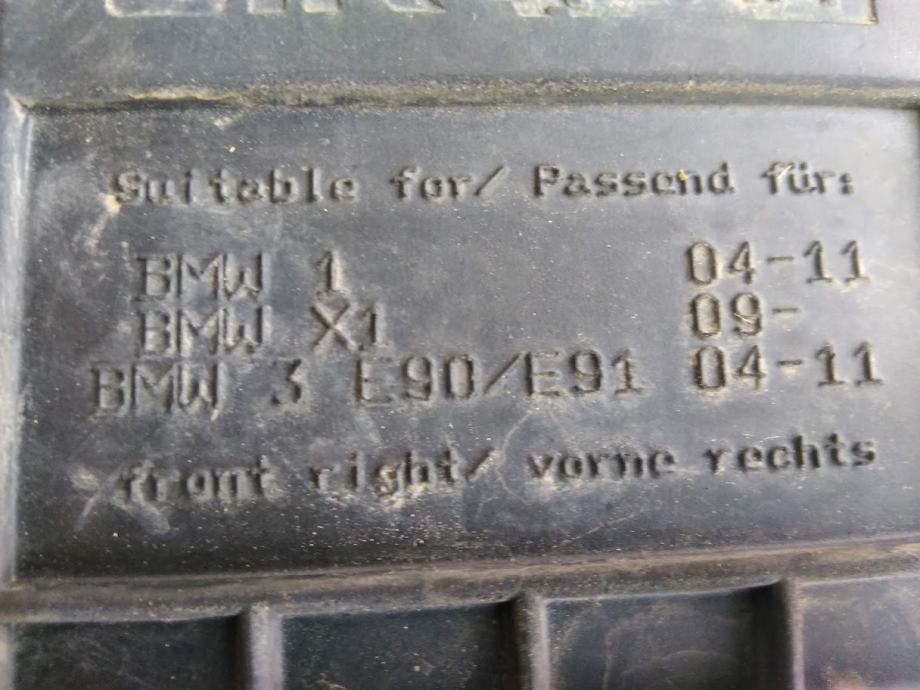 Suitable for/ Passend für:
BMW 1 04-11
BMW X1 09-
BMW 3 E90/E91 04-11
front right/ vorne rechts